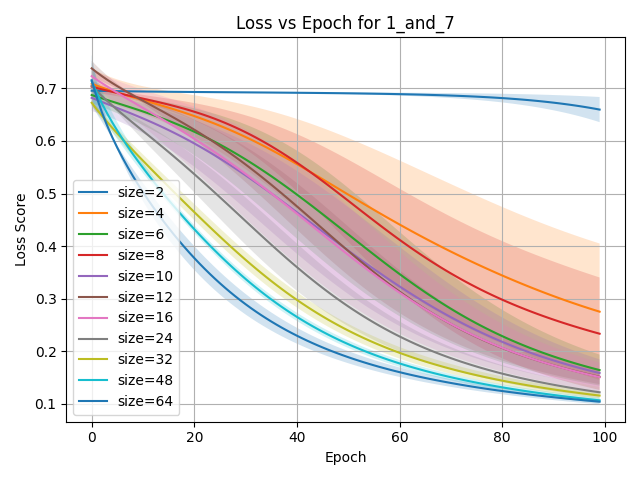 Loss vs Epoch for 1_and_7
Loss Score
0.7
0.6
0.5
0.4
0.3
0.2
0.1
size=2
size=4
size=6
size=8
size=10
size=12
size=16
size=24
size=32
size=48
size=64
0 20 40 60 80 100
Epoch